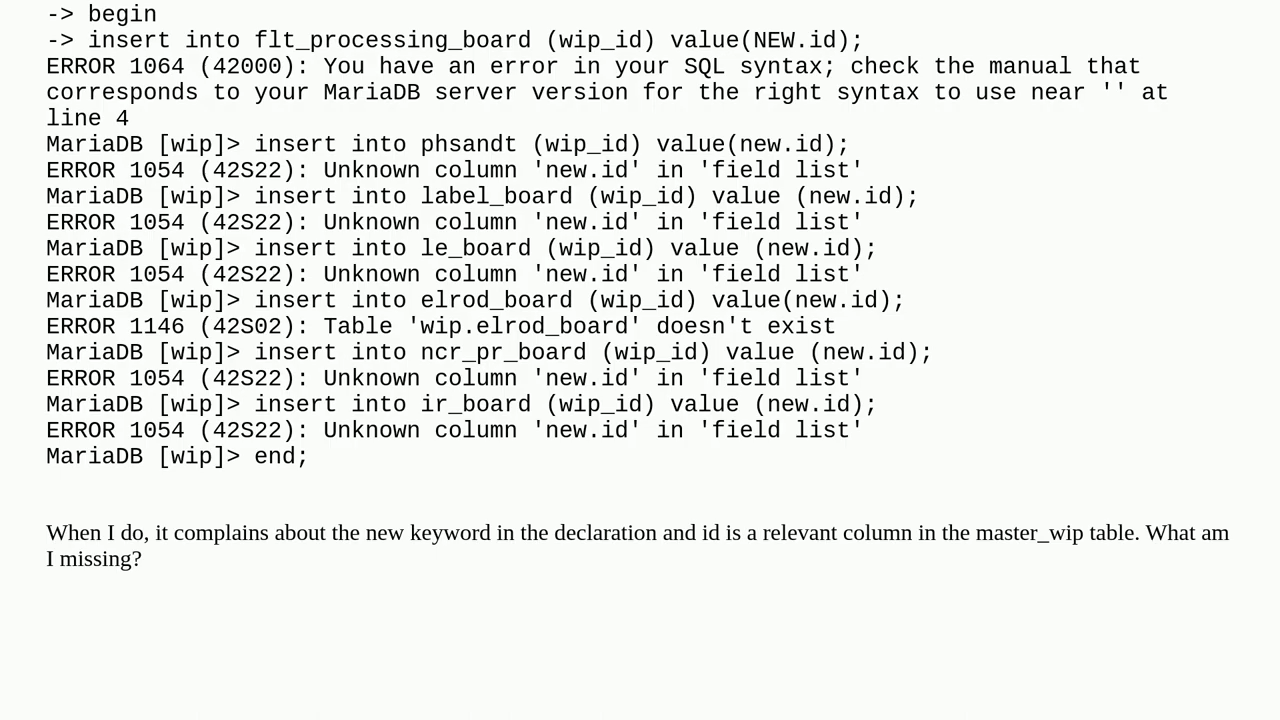 -> begin
-> insert into flt_processing_board (wip_id) value(NEW.id);
ERROR 1064 (42000): You have an error in your SQL syntax; check the manual that
corresponds to your MariaDB server version for the right syntax to use near '' at
line 4
MariaDB [wip]> insert into phsandt (wip_id) value(new.id);
ERROR 1054 (42S22): Unknown column 'new.id' in 'field list'
MariaDB [wip]> insert into label_board (wip_id) value (new.id);
ERROR 1054 (42S22): Unknown column 'new.id' in 'field list'
MariaDB [wip]> insert into le_board (wip_id) value (new.id);
ERROR 1054 (42S22): Unknown column 'new.id' in 'field list'
MariaDB [wip]> insert into elrod_board (wip_id) value(new.id);
ERROR 1146 (42S02): Table 'wip.elrod_board' doesn't exist
MariaDB [wip]> insert into ncr_pr_board (wip_id) value (new.id);
ERROR 1054 (42S22): Unknown column 'new.id' in 'field list'
MariaDB [wip]> insert into ir_board (wip_id) value (new.id);
ERROR 1054 (42S22): Unknown column 'new.id' in 'field list'
MariaDB [wip]> end;
When I do, it complains about the new keyword in the declaration and id is a relevant column in the master_wip table. What am
I missing?